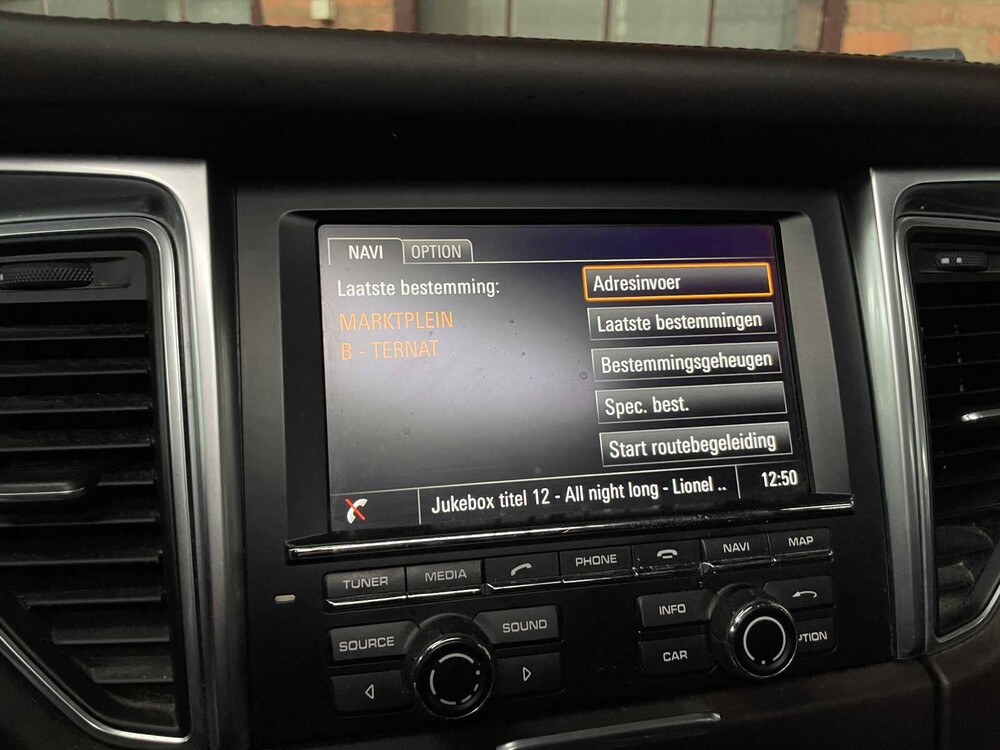 NAVI OPTION
Laatste bestemming:
MARKTPLEIN
B - TERNAT
Adresinvoer
Laatste bestemmingen
Bestemmingsgeheugen
Spec. best.
Start routebegeleiding
Jukebox titel 12 - All night long - Lionel .. 12:50
TUNER MEDIA PHONE NAVI MAP
SOURCE SOUND INFO
CAR PTION